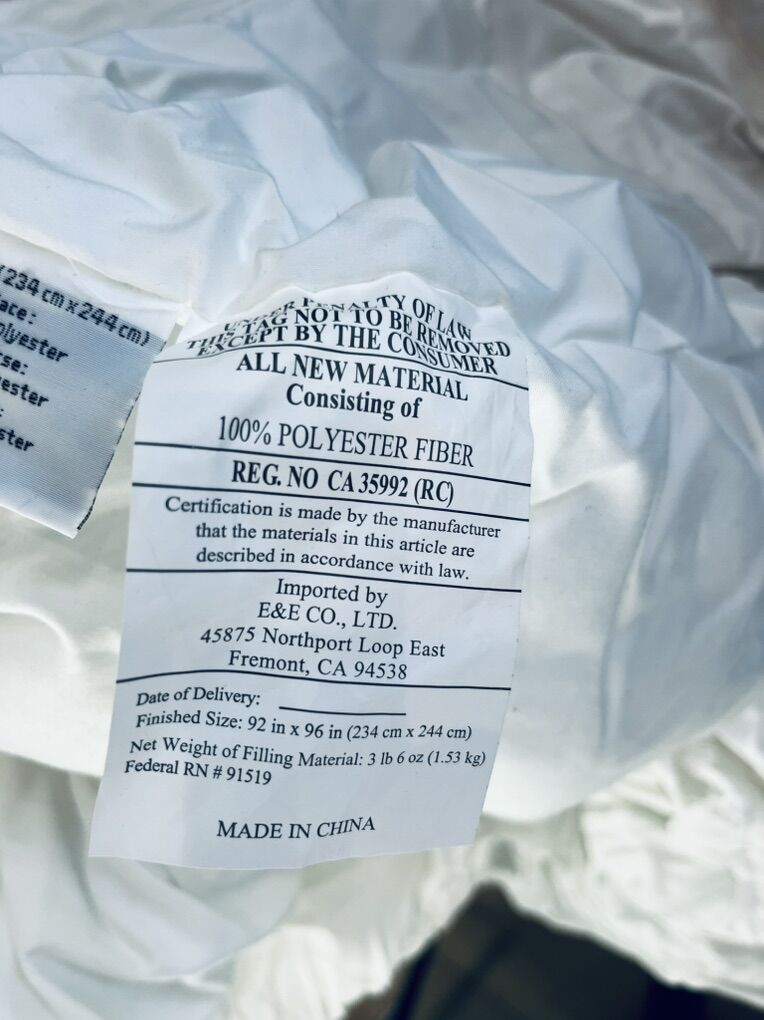 (234 cm x 244 cm)
ace:
olyester
se:
ester
:
ster
UNDER PENALTY OF LAW
THIS TAG NOT TO BE REMOVED
EXCEPT BY THE CONSUMER
ALL NEW MATERIAL
Consisting of
100% POLYESTER FIBER
REG. NO CA 35992 (RC)
Certification is made by the manufacturer
that the materials in this article are
described in accordance with law.
Imported by
E&E CO., LTD.
45875 Northport Loop East
Fremont, CA 94538
Date of Delivery:
Finished Size: 92 in x 96 in (234 cm x 244 cm)
Net Weight of Filling Material: 3 lb 6 oz (1.53 kg)
Federal RN # 91519
MADE IN CHINA